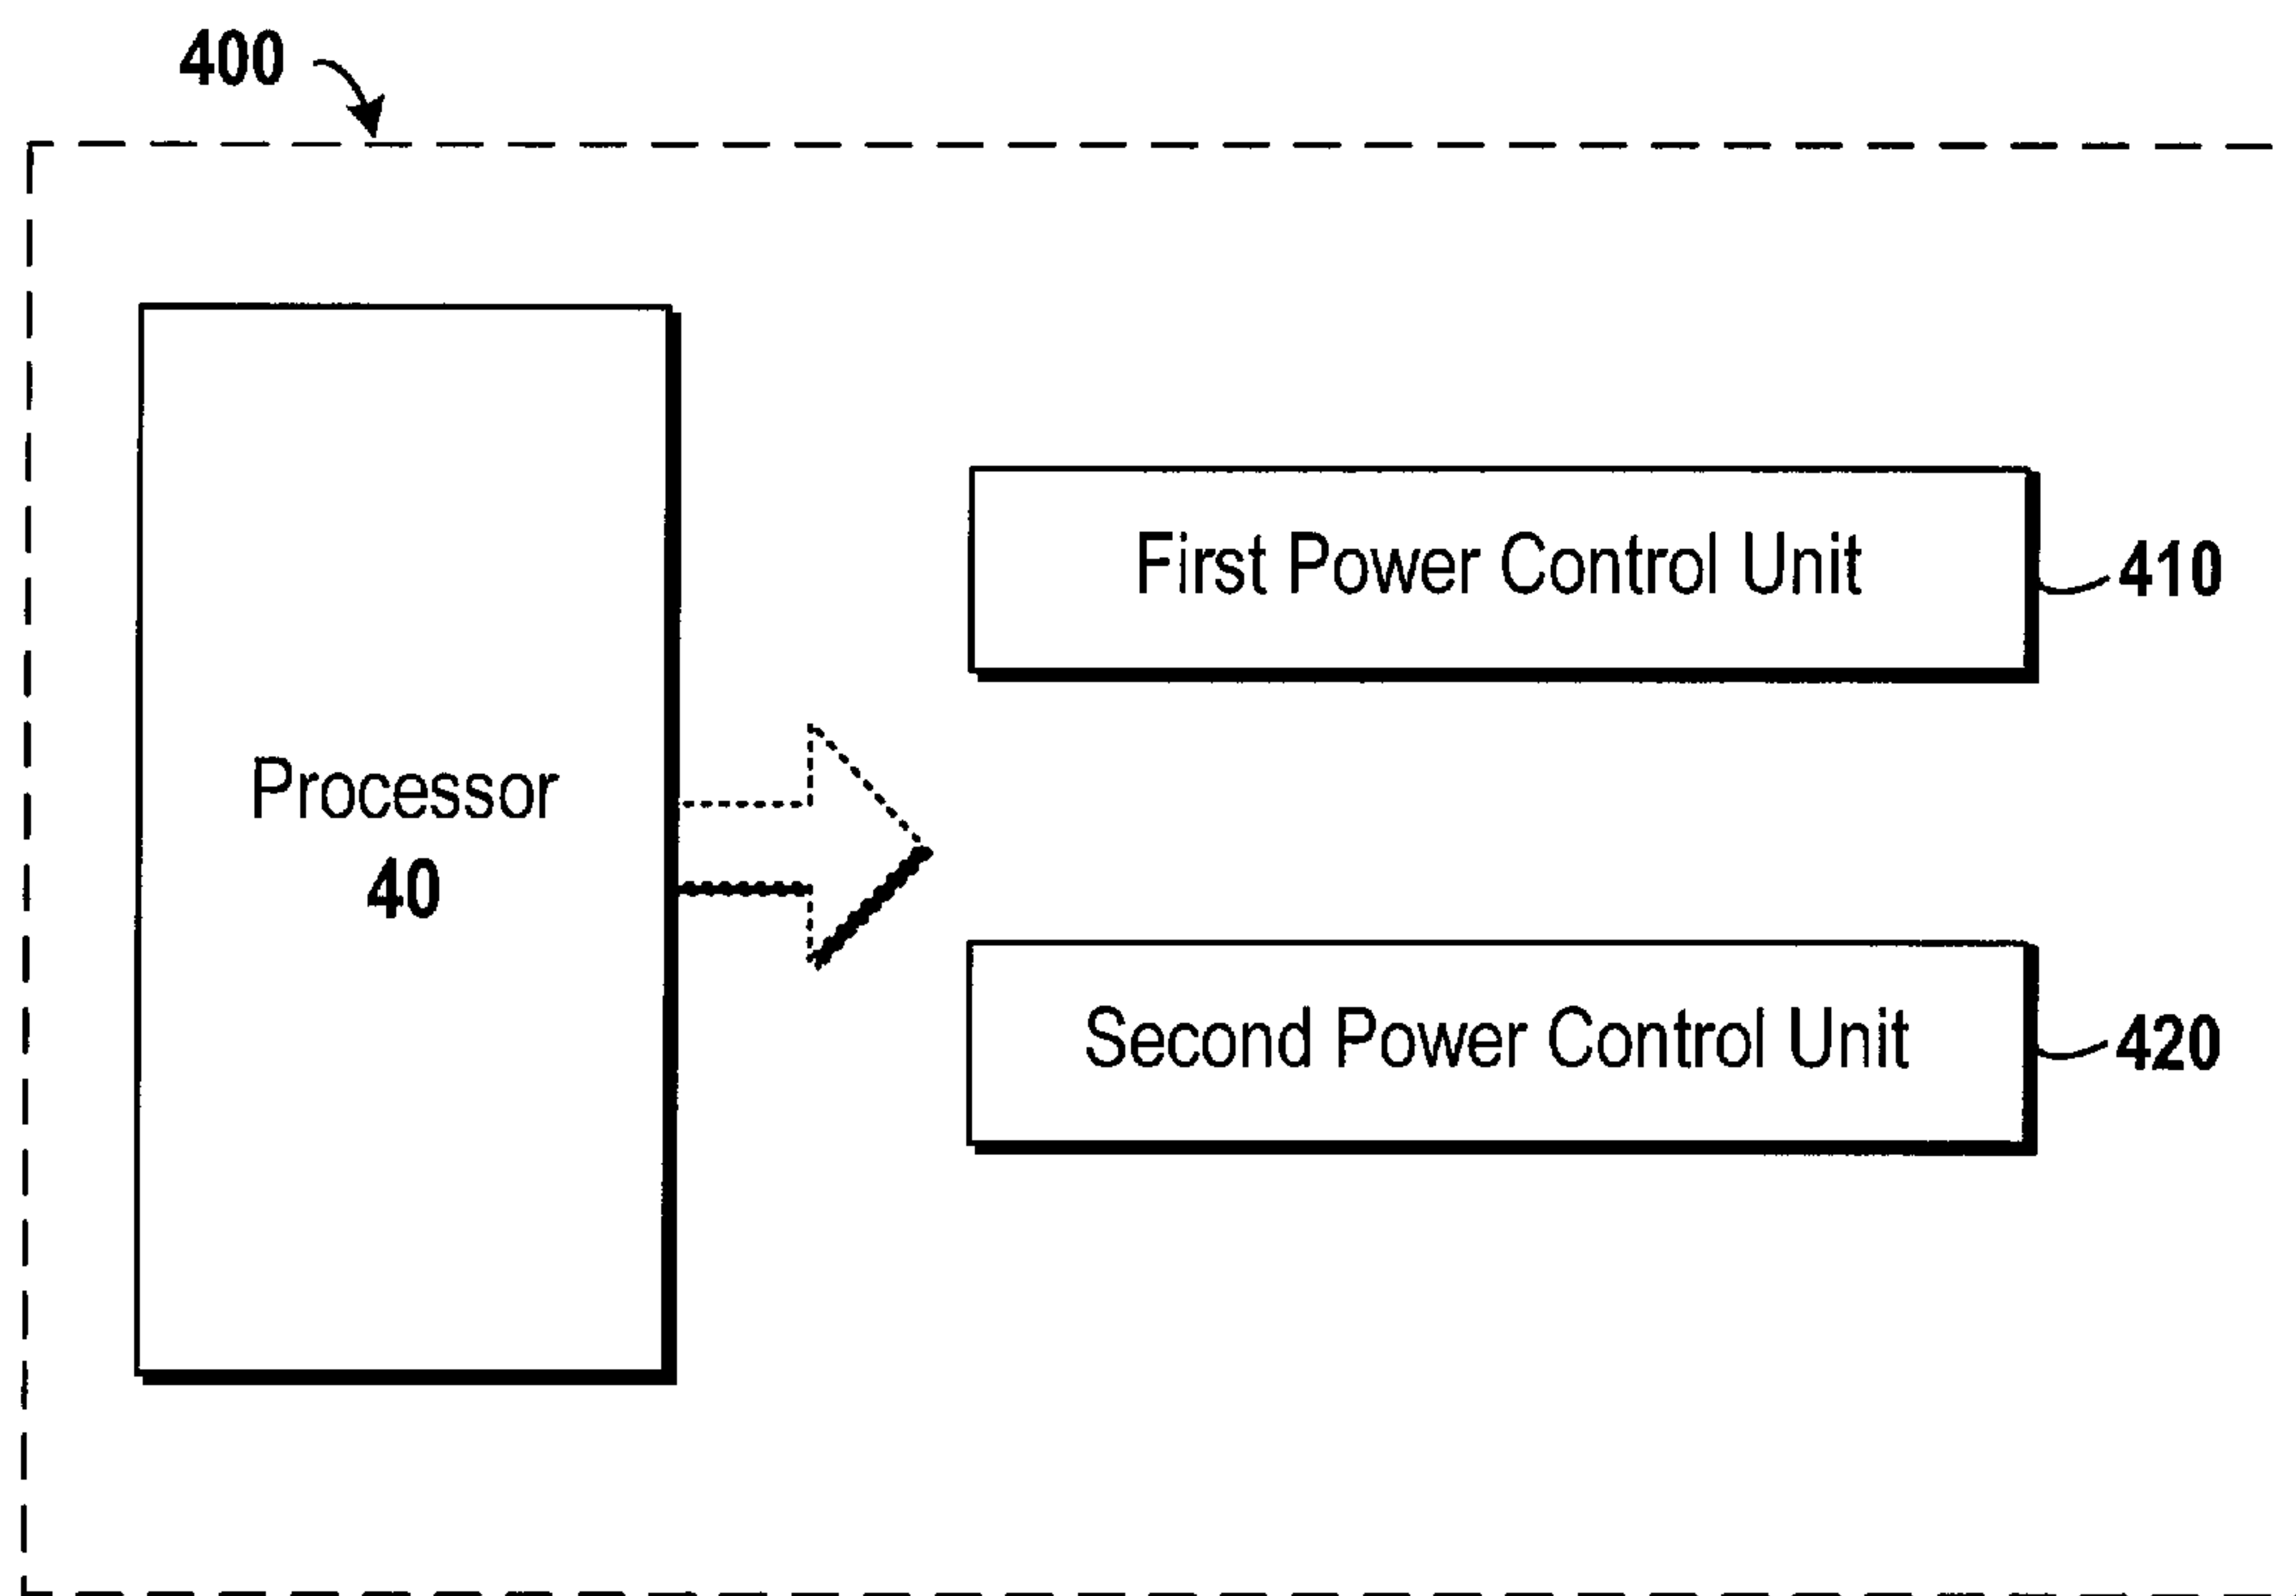 400
First Power Control Unit
410
Processor
40
Second Power Control Unit
420